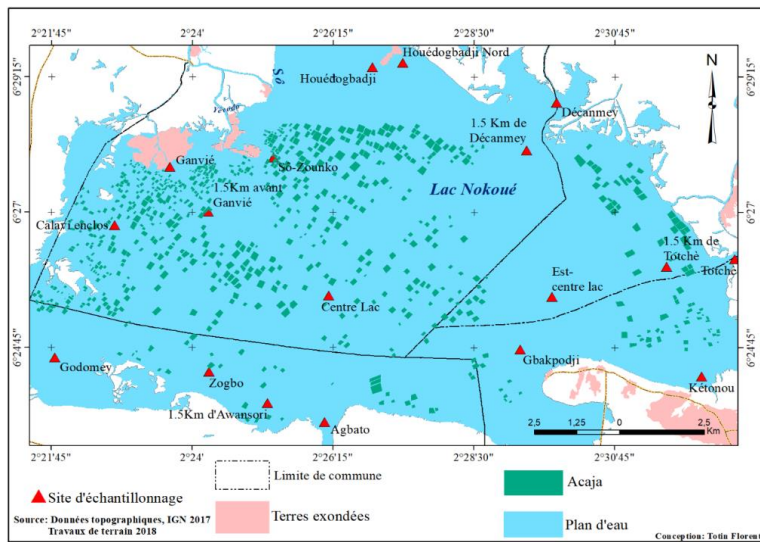 2°21'45
2°24
2°26'15
2°28'30
2°30'45
6°29'15
6°29'15
Houédogbadji Nord
Houédogbadji
Sô
N
Décanmey
1.5 Km de
Décanmey
Ganvié
Sô-Zounko
Lac Nokoué
1.5Km avant
Ganvié
6°27
6°27
Calavi
1.5 Km de
Totchè
Totchè
Est-
centre lac
Centre Lac
6°24'45
6°24'45
Gbakpodji
Godomey
Zogbo
Kétonou
1.5Km d'Awansori
Agbato
2,5 1,25 0 2,5
Km
2°21'45
2°24
2°26'15
2°28'30
2°30'45
Limite de commune
Acaja
Site d'échantillonnage
Terres exondées
Plan d'eau
Source: Données topographiques, IGN 2017
Travaux de terrain 2018
Conception: Totin Florent